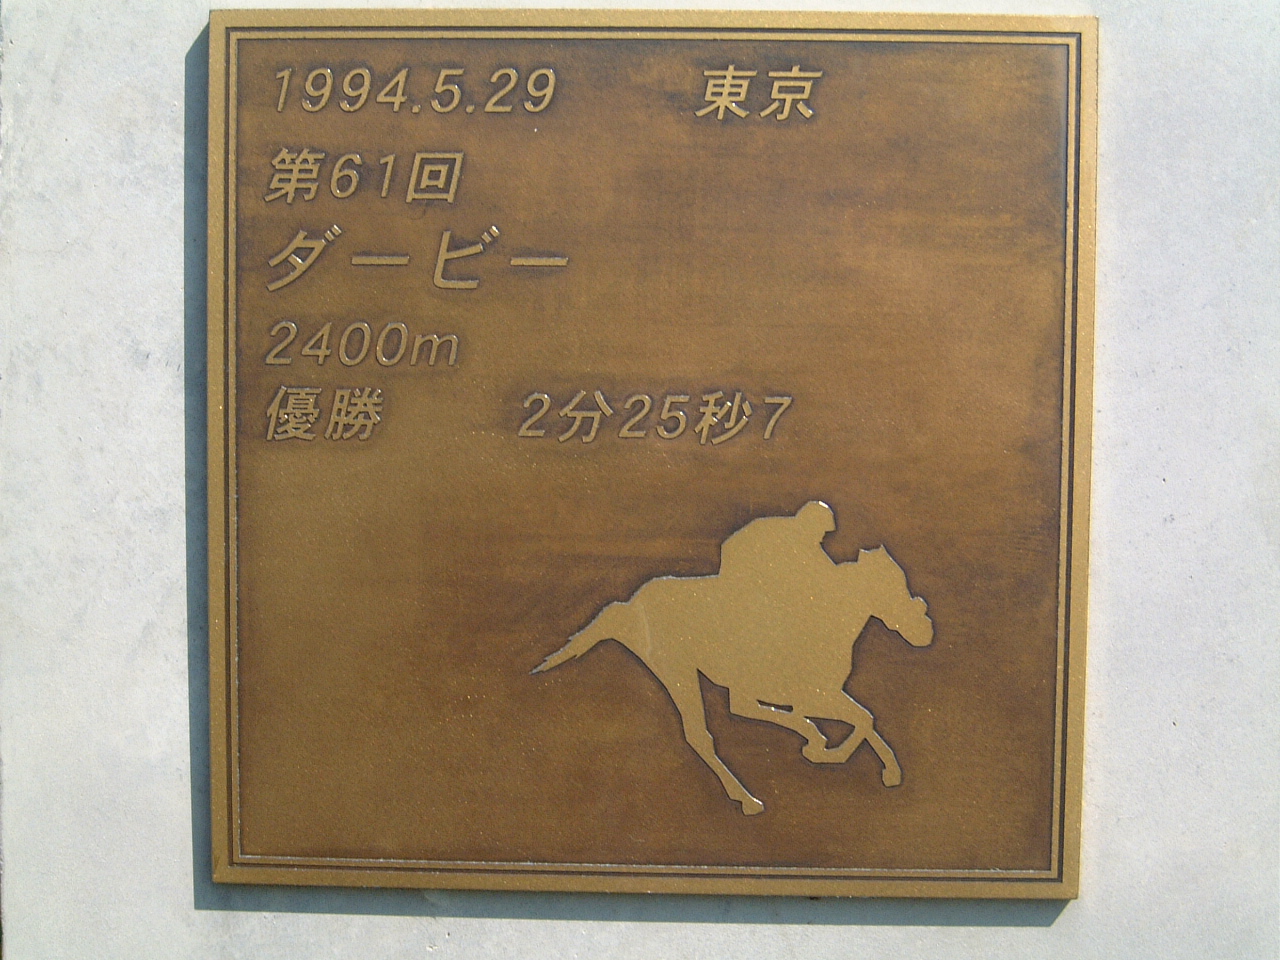 1994.5.29 東京
第61回
ダービー
2400m
優勝 2分25秒7